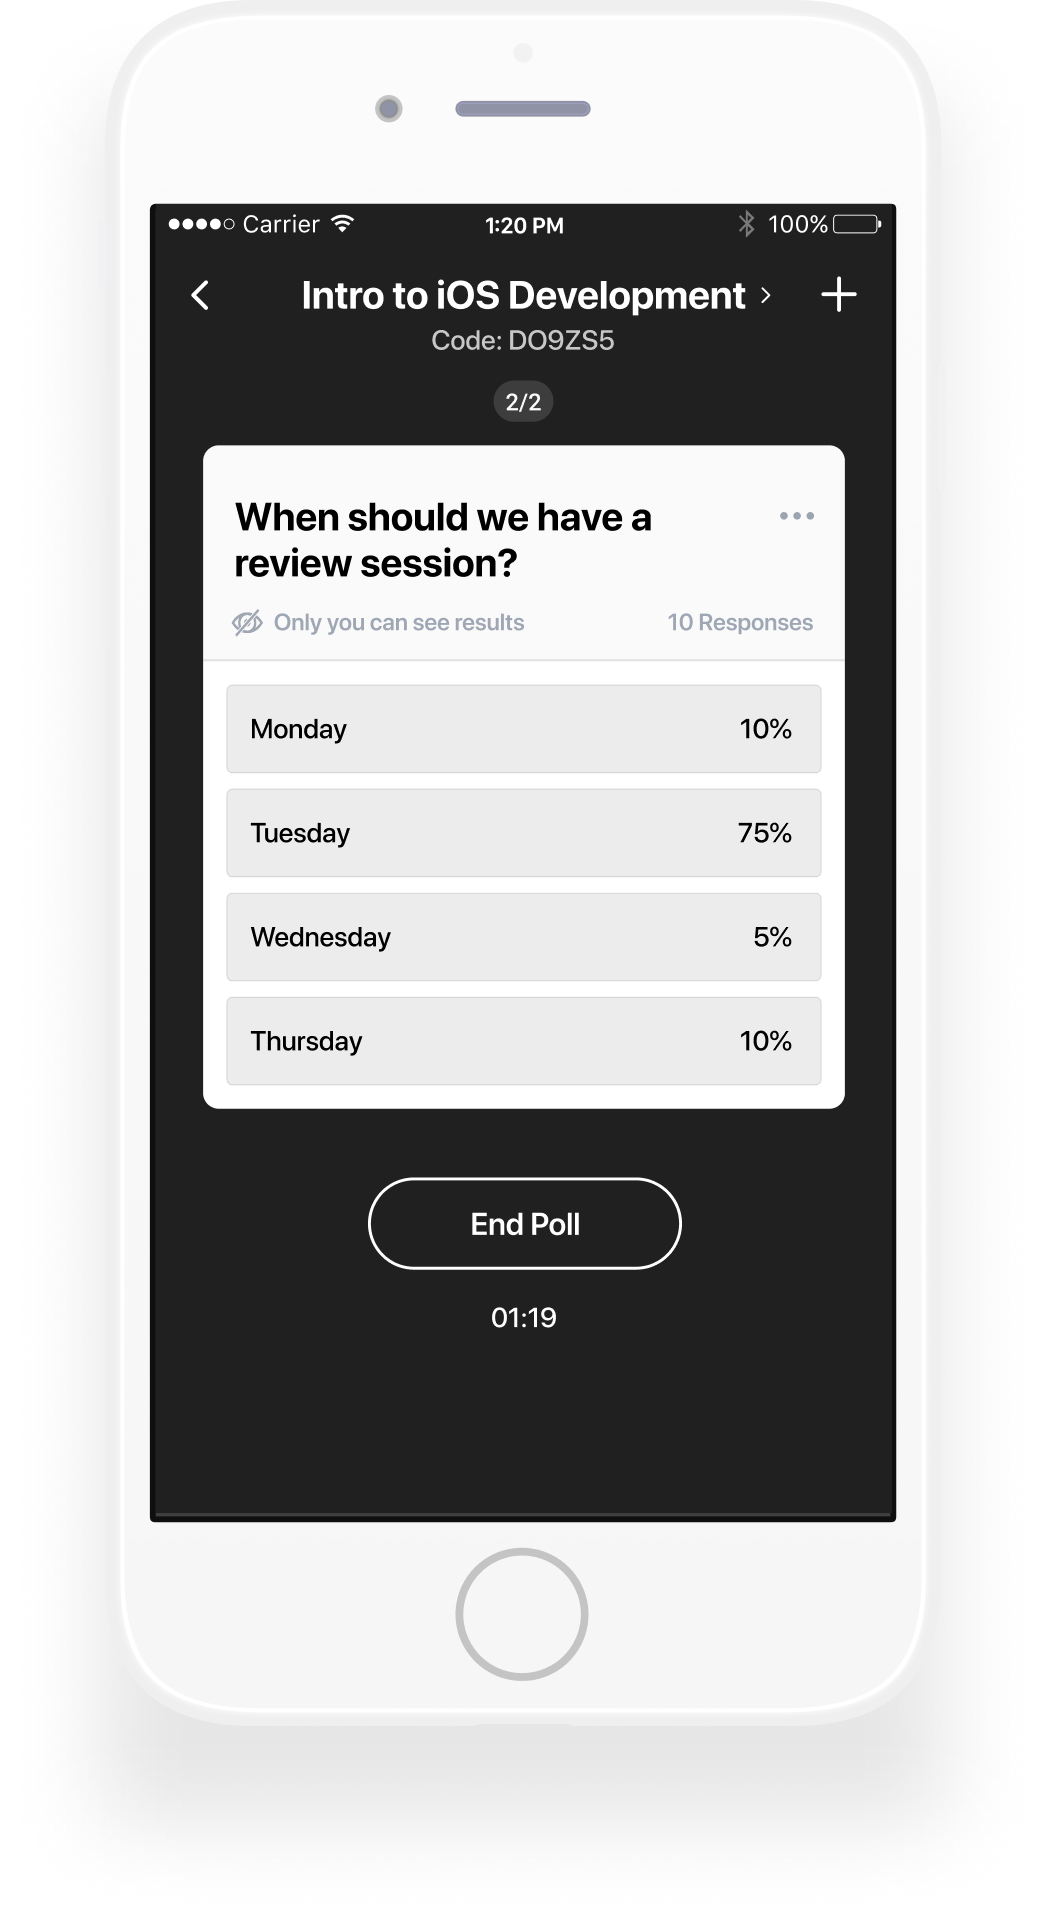 Carrier 1:20 PM 100%
Intro to iOS Development
Code: DO9ZS5
2/2
When should we have a
review session?
Only you can see results 10 Responses
Monday 10%
Tuesday 75%
Wednesday 5%
Thursday 10%
End Poll
01:19